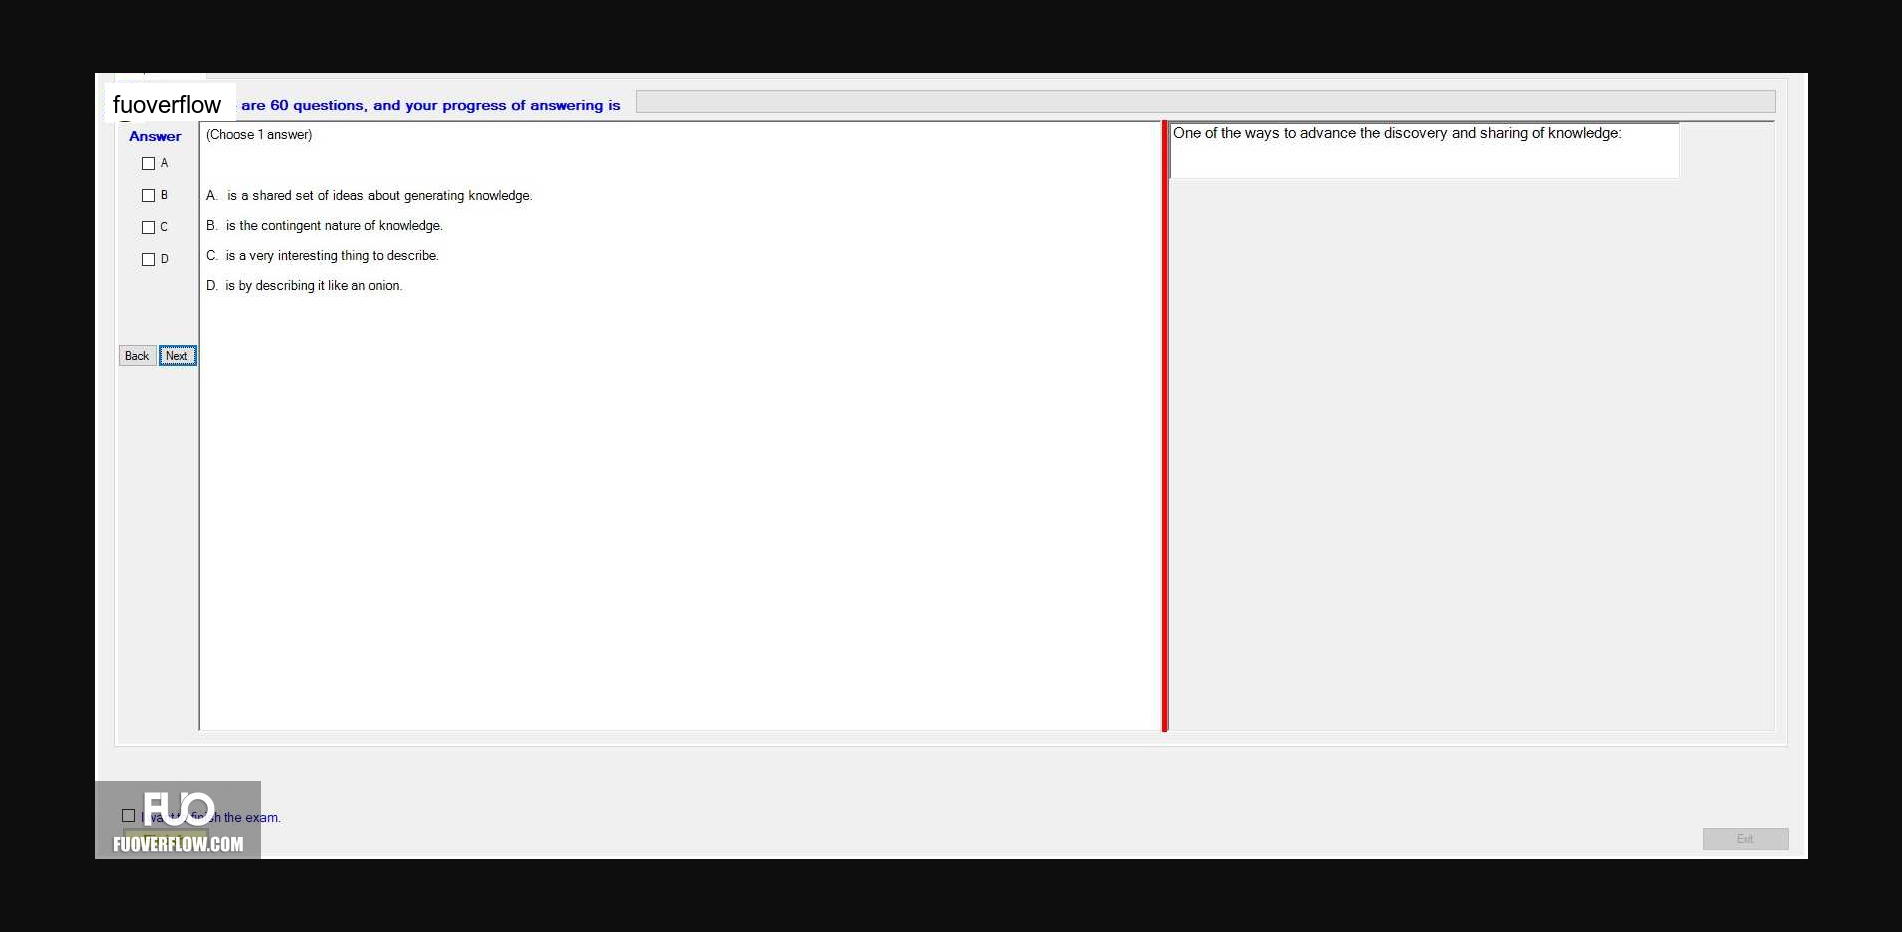 fuoverflow are 60 questions, and your progress of answering is
Answer
(Choose 1 answer)
One of the ways to advance the discovery and sharing of knowledge:
A
B
C
D
A. is a shared set of ideas about generating knowledge.
B. is the contingent nature of knowledge.
C. is a very interesting thing to describe.
D. is by describing it like an onion.
Back Next
FUO
the exam.
FUOVERFLOW.COM
Exit